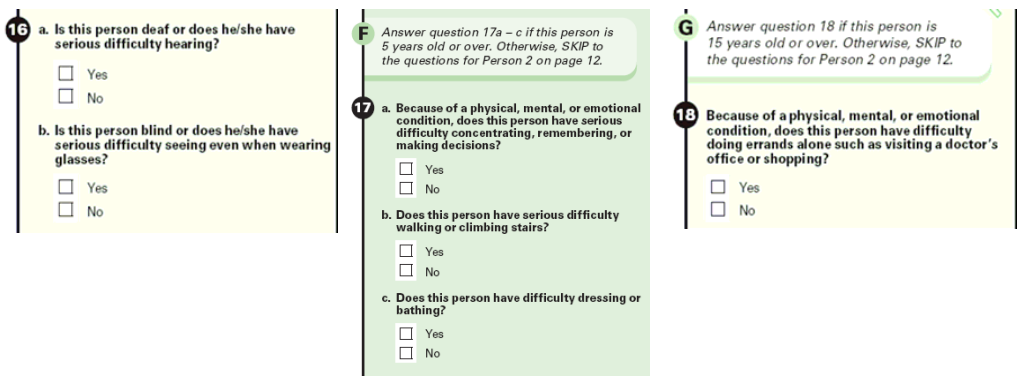 16 a. Is this person deaf or does he/she have
serious difficulty hearing?
Yes
No
b. Is this person blind or does he/she have
serious difficulty seeing even when wearing
glasses?
Yes
No
F Answer question 17a – c if this person is
5 years old or over. Otherwise, SKIP to
the questions for Person 2 on page 12.
17 a. Because of a physical, mental, or emotional
condition, does this person have serious
difficulty concentrating, remembering, or
making decisions?
Yes
No
b. Does this person have serious difficulty
walking or climbing stairs?
Yes
No
c. Does this person have difficulty dressing or
bathing?
Yes
No
G Answer question 18 if this person is
15 years old or over. Otherwise, SKIP to
the questions for Person 2 on page 12.
18 Because of a physical, mental, or emotional
condition, does this person have difficulty
doing errands alone such as visiting a doctor’s
office or shopping?
Yes
No